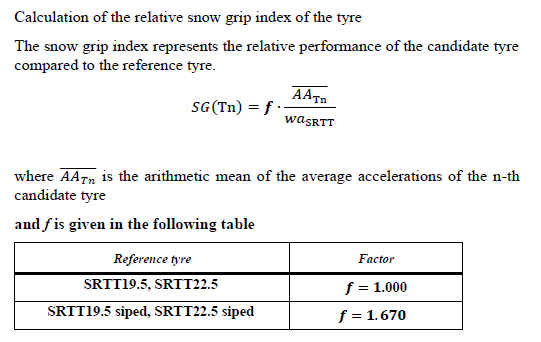 Calculation of the relative snow grip index of the tyre
The snow grip index represents the relative performance of the candidate tyre
compared to the reference tyre.
SG(Tn) = f · \frac{\overline{AA_{Tn}}}{wa_{SRTT}}
where \overline{AA_{Tn}} is the arithmetic mean of the average accelerations of the n-th
candidate tyre
and f is given in the following table
Reference tyre Factor
SRTT19.5, SRTT22.5 f = 1.000
SRTT19.5 siped, SRTT22.5 siped f = 1.670